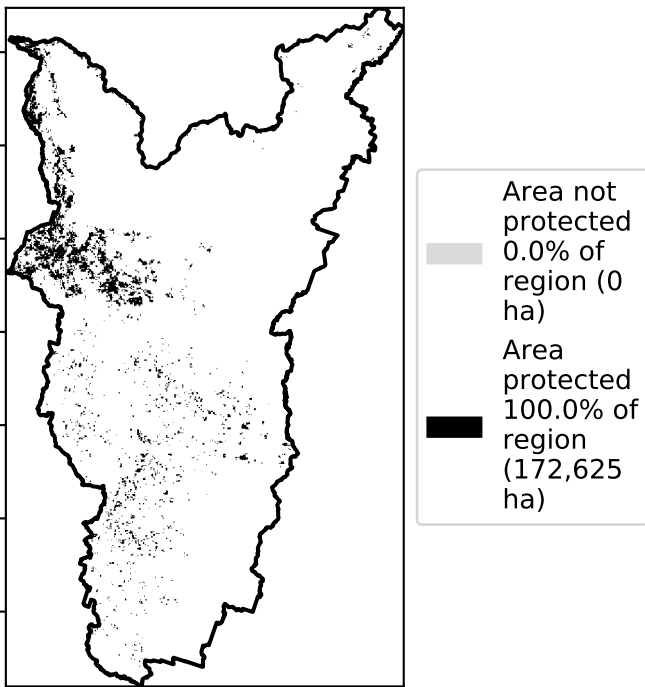 Area not
protected
0.0% of
region (0
ha)
Area
protected
100.0% of
region
(172,625
ha)